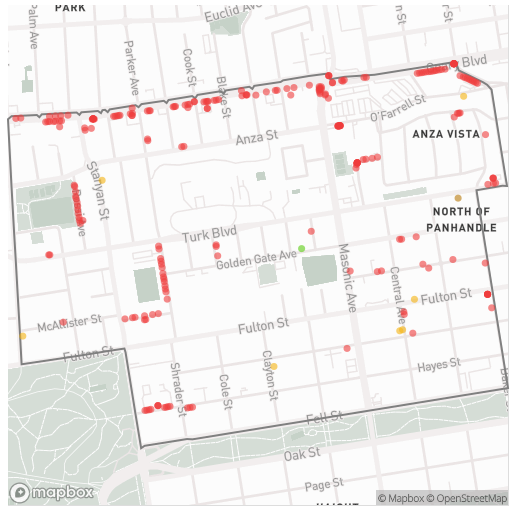 PARK
Euclid Ave
Palm Ave
Parker Ave
Cook St
Blake St
Blvd
O'Farrell St
Anza St
ANZA VISTA
Stanyan St
NORTH OF
PANHANDLE
Turk Blvd
Golden Gate Ave
Masonic Ave
Central Ave
Fulton St
McAllister St
Fulton St
Fulton St
Hayes St
Shrader St
Cole St
Clayton St
Fell St
Oak St
Page St
mapbox
© Mapbox © OpenStreetMap